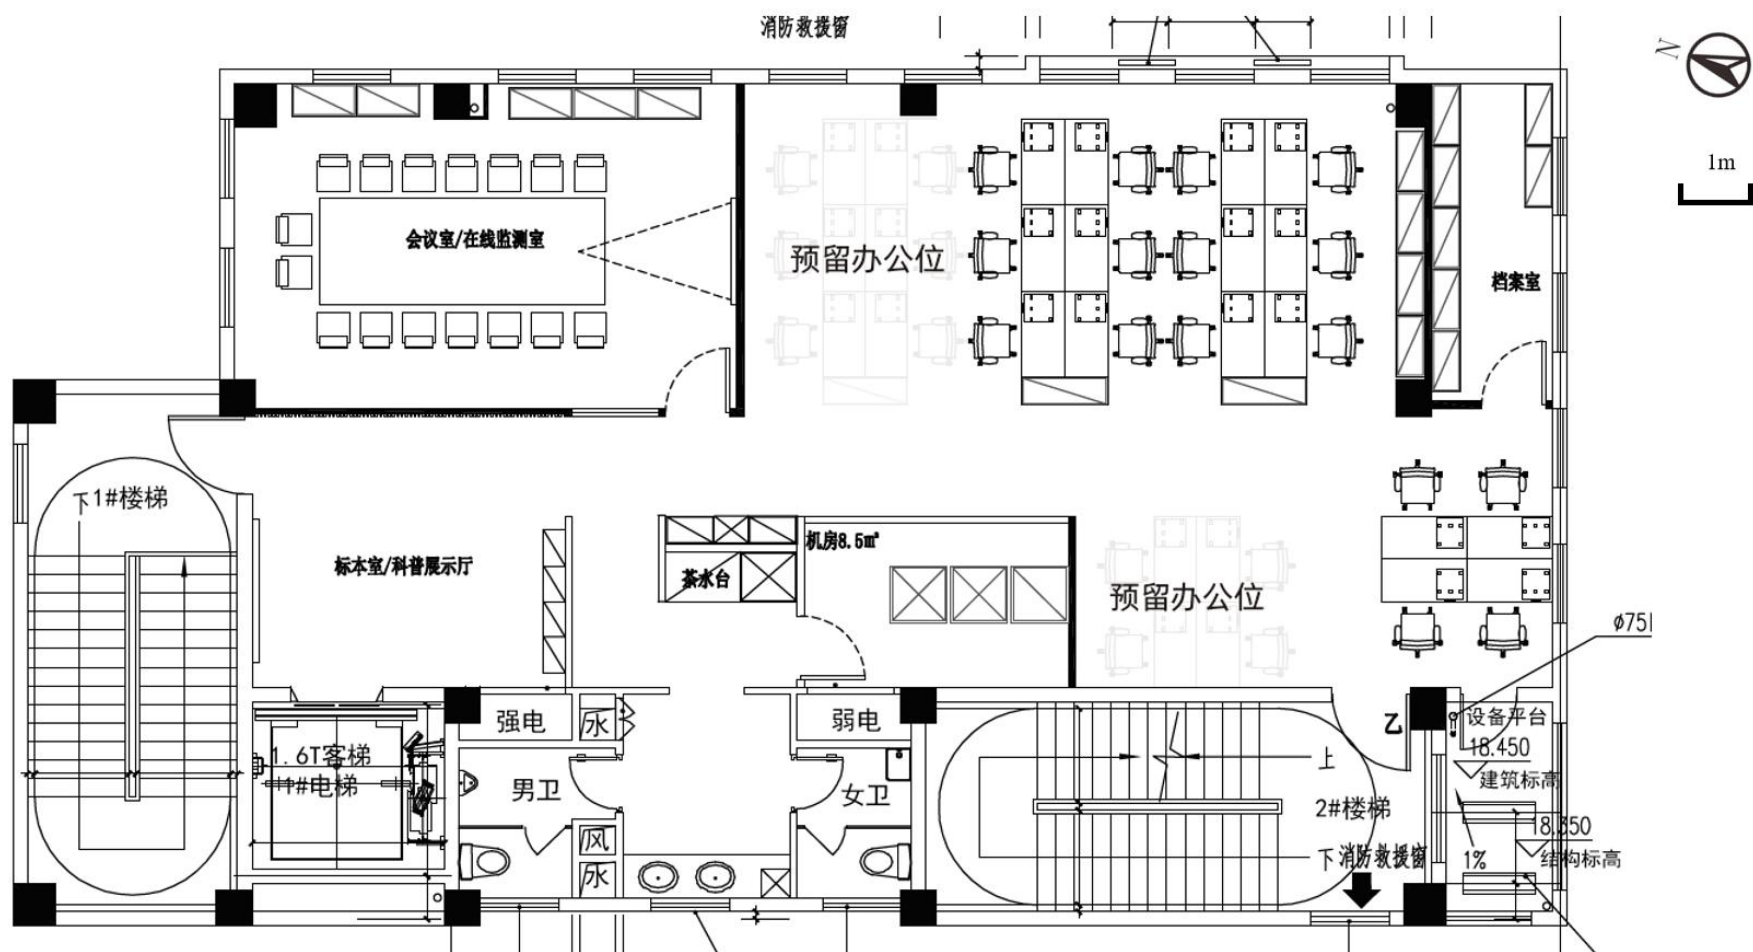 消防救援窗
N
1m
会议室/在线监测室
预留办公位
档案室
下1#楼梯
标本室/科普展示厅
茶水台
机房8.5㎡
预留办公位
ø75
强电
水
弱电
乙
设备平台
18.450
建筑标高
1.6T客梯
1#电梯
男卫
女卫
上
2#楼梯
风
水
下
消防救援窗
1%
18.350
结构标高